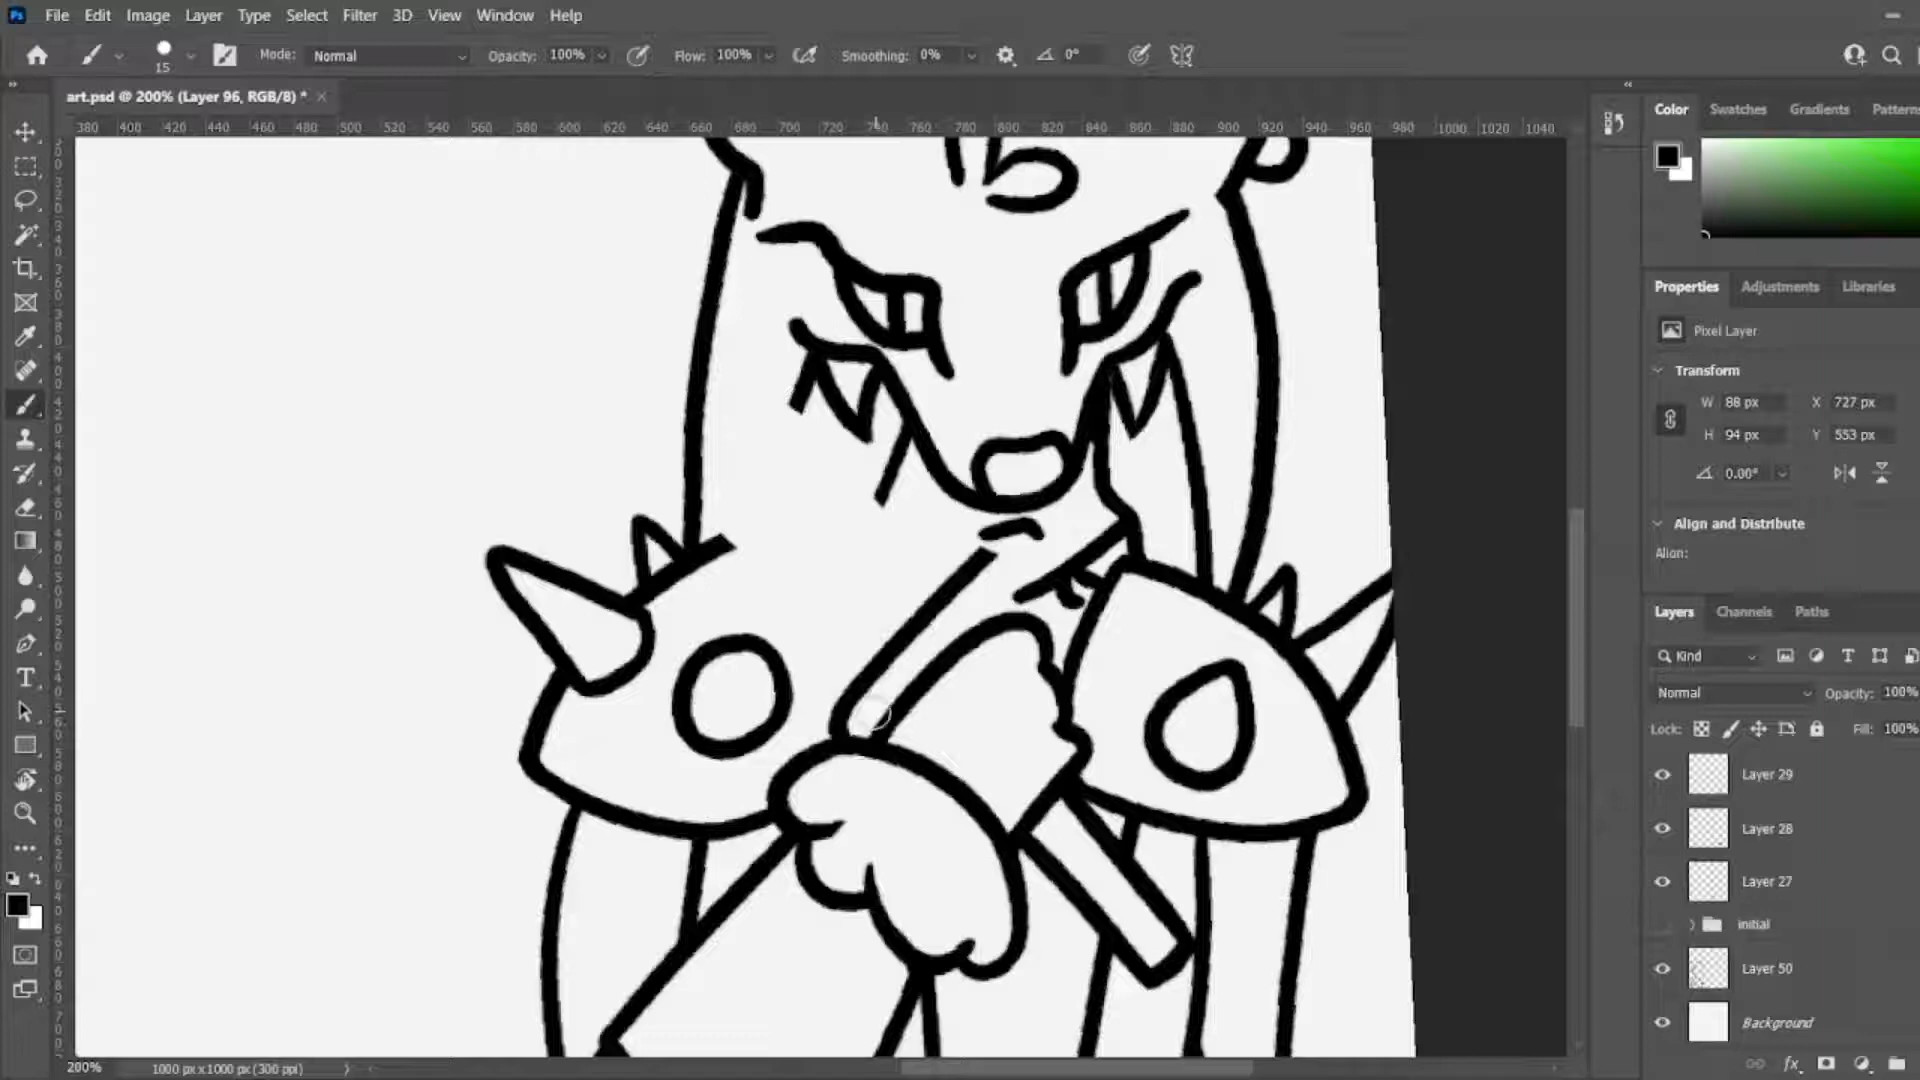 Ps File Edit Image Layer Type Select Filter 3D View Window Help
15 Mode: Normal Opacity: 100% Flow: 100% Smoothing: 0% 0°
art.psd @ 200% (Layer 96, RGB/8) *
380 400 420 440 460 480 500 520 540 560 580 600 620 640 660 680 700 720 740 760 780 800 820 840 860 880 900 920 940 960 980 1000 1020 1040
Color Swatches Gradients Patterns
Properties Adjustments Libraries
Pixel Layer
Transform
W 88 px X 727 px
H 94 px Y 553 px
0.00°
Align and Distribute
Align:
Layers Channels Paths
Kind
Normal Opacity: 100%
Lock: Fill: 100%
Layer 29
Layer 28
Layer 27
initial
Layer 50
Background
fx
200% 1000 px x 1000 px (300 ppi)